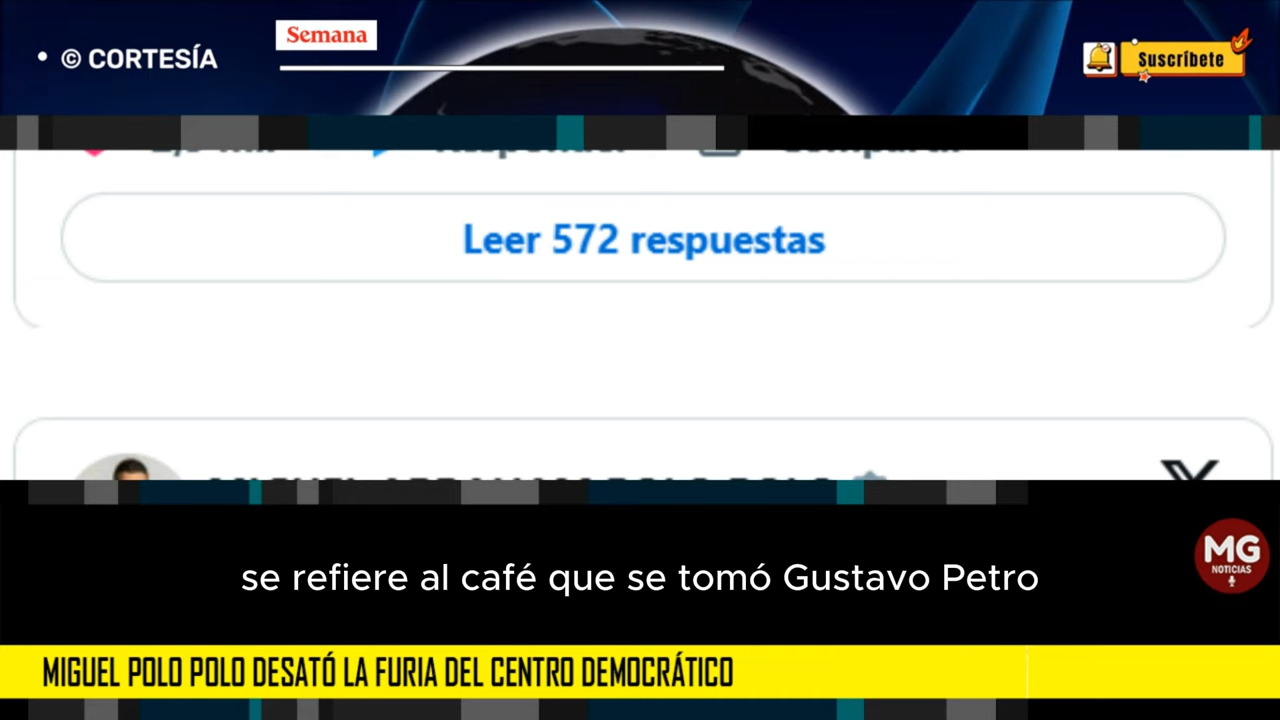 © CORTESÍA
Semana
Suscríbete
Leer 572 respuestas
se refiere al café que se tomó Gustavo Petro
MG
NOTICIAS
MIGUEL POLO POLO DESATÓ LA FURIA DEL CENTRO DEMOCRÁTICO